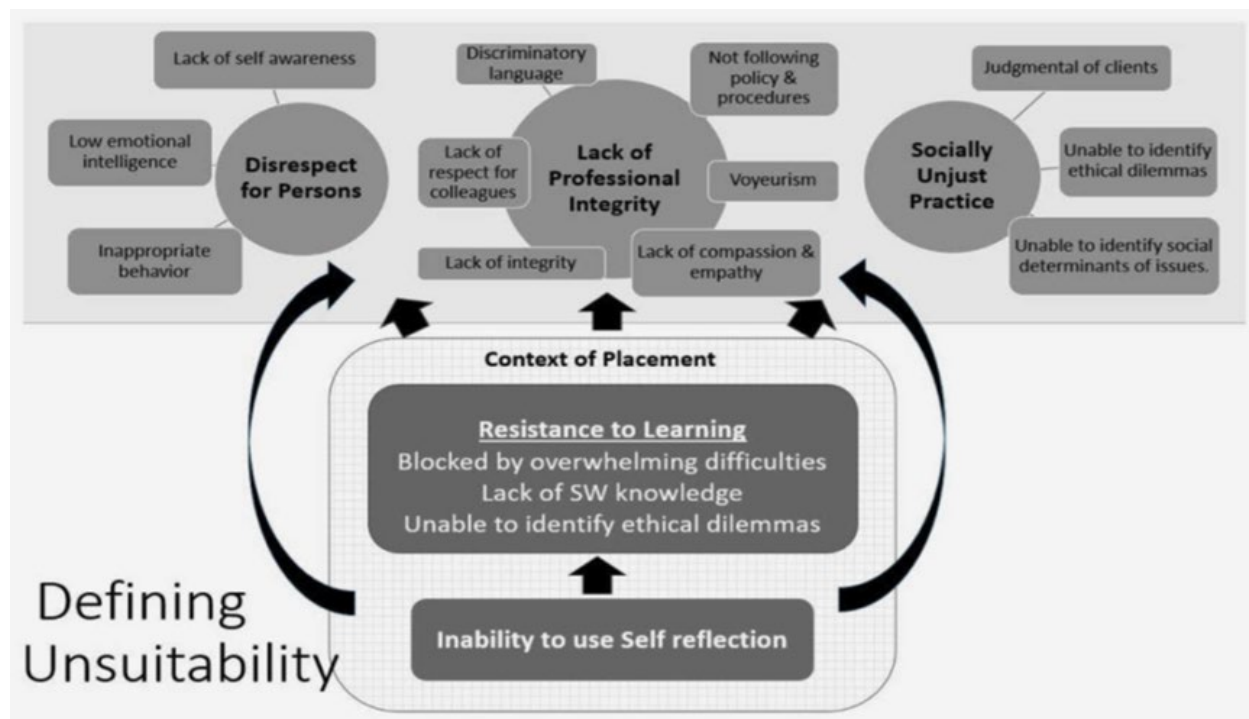 Lack of self awareness
Low emotional
intelligence
Disrespect
for Persons
Inappropriate
behavior
Discriminatory
language
Not following
policy &
procedures
Lack of
respect for
colleagues
Lack of
Professional
Integrity
Voyeurism
Lack of integrity
Lack of compassion &
empathy
Judgmental of clients
Socially
Unjust
Practice
Unable to identify
ethical dilemmas
Unable to identify social
determinants of issues.
Context of Placement
Resistance to Learning
Blocked by overwhelming difficulties
Lack of SW knowledge
Unable to identify ethical dilemmas
Inability to use Self reflection
Defining
Unsuitability